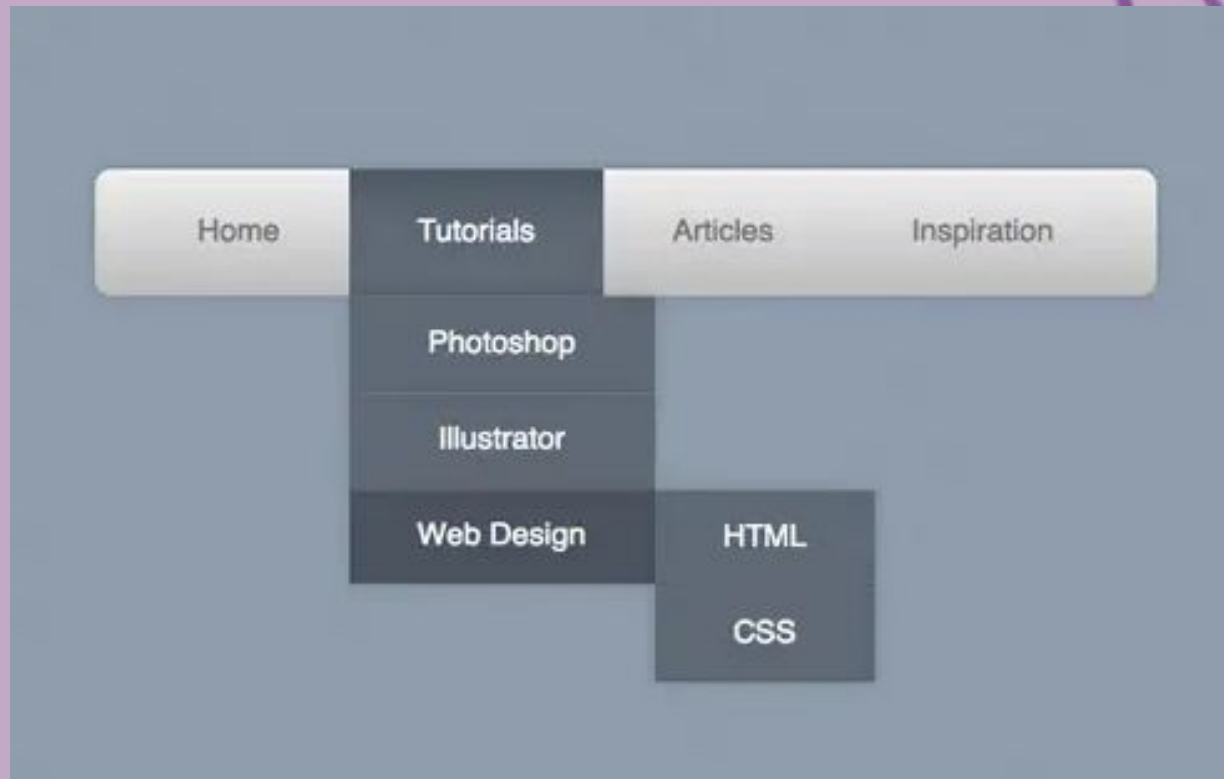 Home Tutorials Articles Inspiration
Photoshop
Illustrator
Web Design HTML
CSS